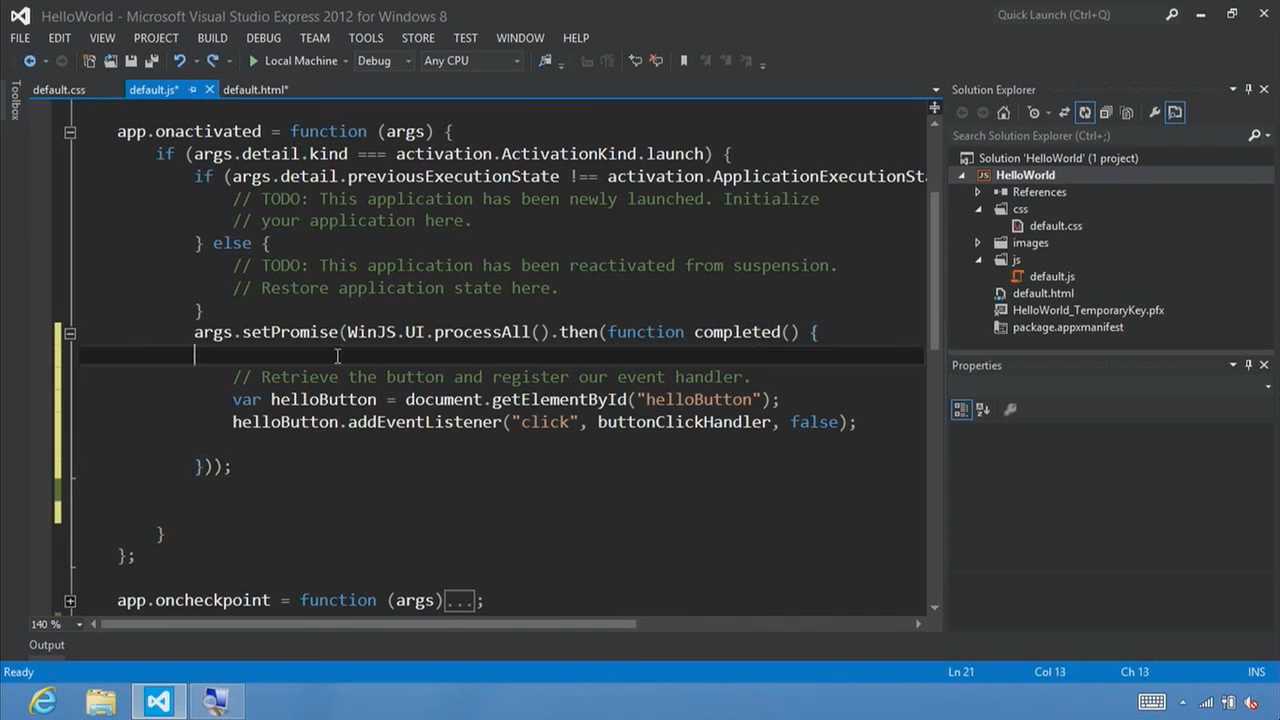 HelloWorld - Microsoft Visual Studio Express 2012 for Windows 8
Quick Launch (Ctrl+Q)
FILE EDIT VIEW PROJECT BUILD DEBUG TEAM TOOLS STORE TEST WINDOW HELP
Local Machine Debug Any CPU
Toolbox
default.css default.js* default.html*
app.onactivated = function (args) {
if (args.detail.kind === activation.ActivationKind.launch) {
if (args.detail.previousExecutionState !== activation.ApplicationExecutionSta
// TODO: This application has been newly launched. Initialize
// your application here.
} else {
// TODO: This application has been reactivated from suspension.
// Restore application state here.
}
args.setPromise(WinJS.UI.processAll().then(function completed() {
// Retrieve the button and register our event handler.
var helloButton = document.getElementById("helloButton");
helloButton.addEventListener("click", buttonClickHandler, false);
}));
}
};
app.oncheckpoint = function (args)...;
140 %
Solution Explorer
Search Solution Explorer (Ctrl+;)
Solution 'HelloWorld' (1 project)
JS HelloWorld
References
css
default.css
images
js
default.js
default.html
HelloWorld_TemporaryKey.pfx
package.appxmanifest
Properties
Output
Ready Ln 21 Col 13 Ch 13 INS